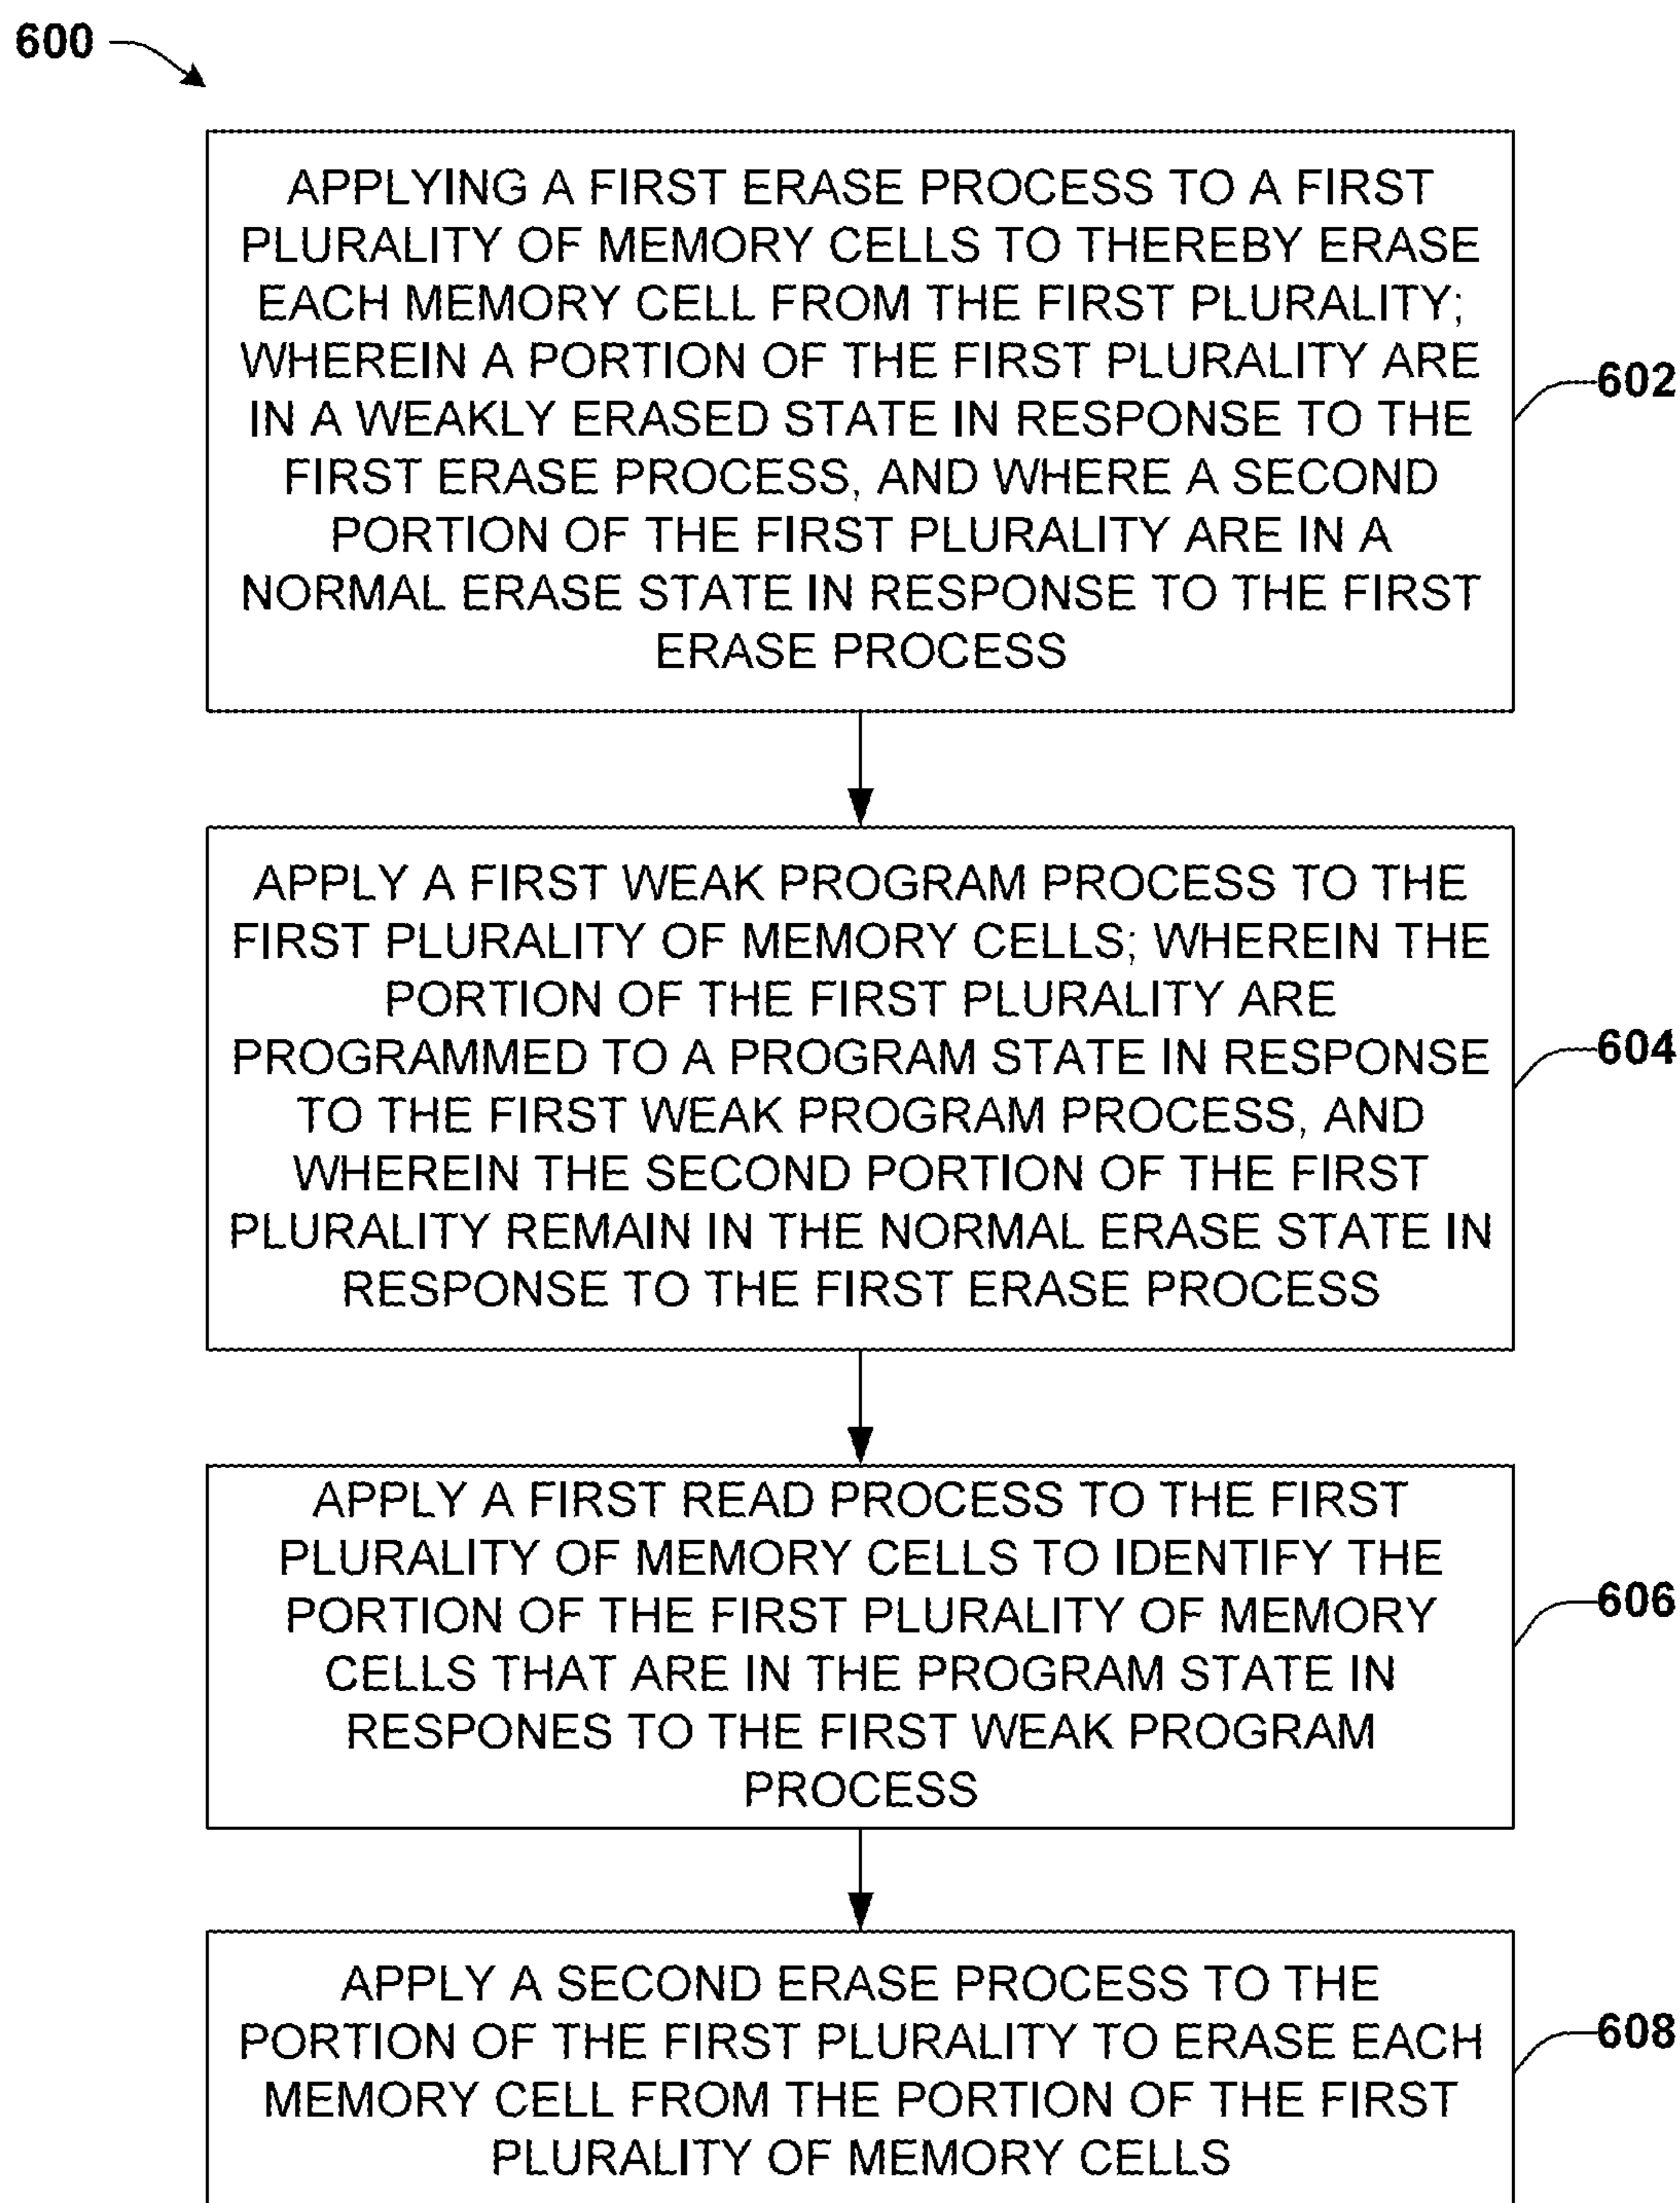 600
APPLYING A FIRST ERASE PROCESS TO A FIRST
PLURALITY OF MEMORY CELLS TO THEREBY ERASE
EACH MEMORY CELL FROM THE FIRST PLURALITY;
WHEREIN A PORTION OF THE FIRST PLURALITY ARE
IN A WEAKLY ERASED STATE IN RESPONSE TO THE
FIRST ERASE PROCESS, AND WHERE A SECOND
PORTION OF THE FIRST PLURALITY ARE IN A
NORMAL ERASE STATE IN RESPONSE TO THE FIRST
ERASE PROCESS
602
APPLY A FIRST WEAK PROGRAM PROCESS TO THE
FIRST PLURALITY OF MEMORY CELLS; WHEREIN THE
PORTION OF THE FIRST PLURALITY ARE
PROGRAMMED TO A PROGRAM STATE IN RESPONSE
TO THE FIRST WEAK PROGRAM PROCESS, AND
WHEREIN THE SECOND PORTION OF THE FIRST
PLURALITY REMAIN IN THE NORMAL ERASE STATE IN
RESPONSE TO THE FIRST ERASE PROCESS
604
APPLY A FIRST READ PROCESS TO THE FIRST
PLURALITY OF MEMORY CELLS TO IDENTIFY THE
PORTION OF THE FIRST PLURALITY OF MEMORY
CELLS THAT ARE IN THE PROGRAM STATE IN
RESPONES TO THE FIRST WEAK PROGRAM
PROCESS
606
APPLY A SECOND ERASE PROCESS TO THE
PORTION OF THE FIRST PLURALITY TO ERASE EACH
MEMORY CELL FROM THE PORTION OF THE FIRST
PLURALITY OF MEMORY CELLS
608